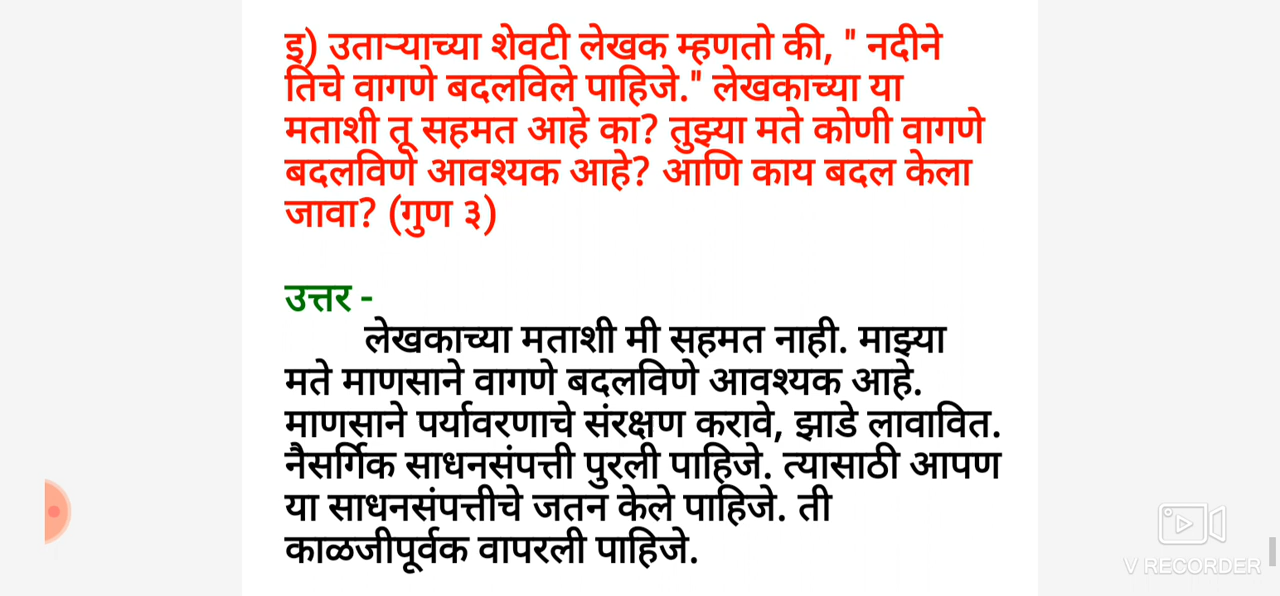 इ) उताऱ्याच्या शेवटी लेखक म्हणतो की, " नदीने
तिचे वागणे बदलविले पाहिजे." लेखकाच्या या
मताशी तू सहमत आहे का? तुझ्या मते कोणी वागणे
बदलविणे आवश्यक आहे? आणि काय बदल केला
जावा? (गुण ३)
उत्तर -
लेखकाच्या मताशी मी सहमत नाही. माझ्या
मते माणसाने वागणे बदलविणे आवश्यक आहे.
माणसाने पर्यावरणाचे संरक्षण करावे, झाडे लावावित.
नैसर्गिक साधनसंपत्ती पुरली पाहिजे. त्यासाठी आपण
या साधनसंपत्तीचे जतन केले पाहिजे. ती
काळजीपूर्वक वापरली पाहिजे.
V RECORDER